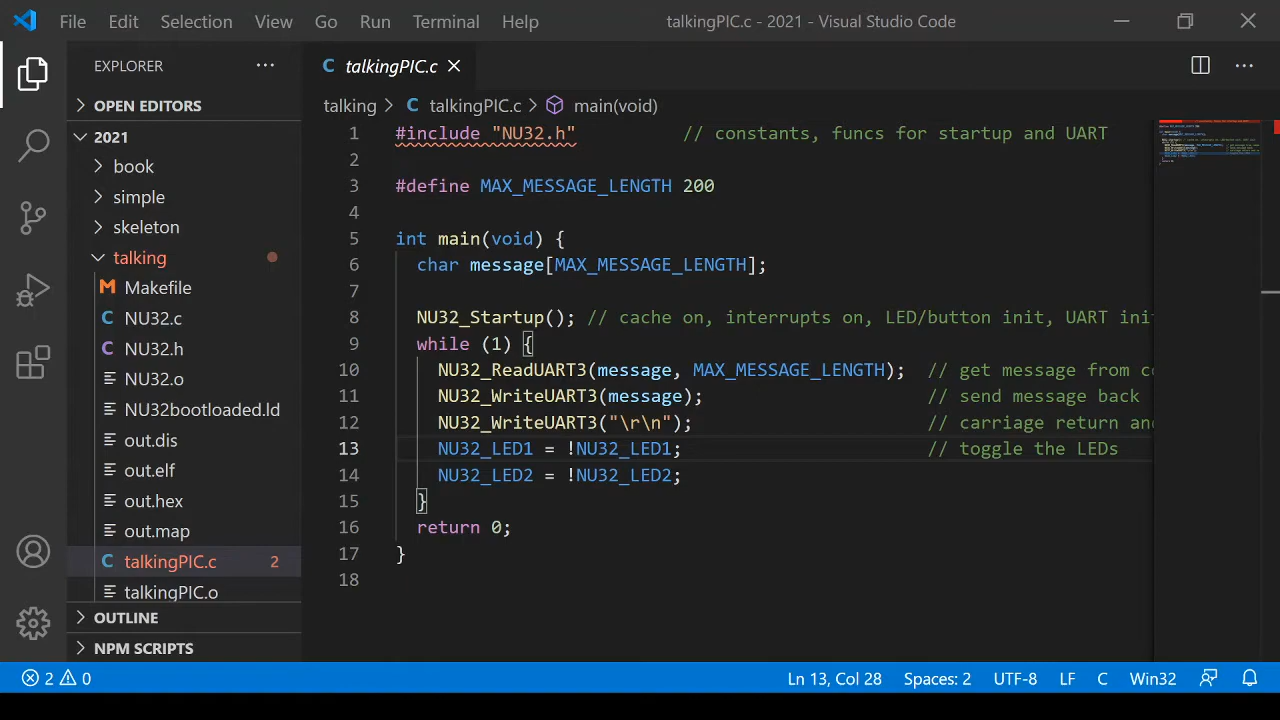 File Edit Selection View Go Run Terminal Help talkingPIC.c - 2021 - Visual Studio Code
EXPLORER ...
OPEN EDITORS
2021
book
simple
skeleton
talking
M Makefile
C NU32.c
C NU32.h
NU32.o
NU32bootloaded.ld
out.dis
out.elf
out.hex
out.map
C talkingPIC.c 2
talkingPIC.o
OUTLINE
NPM SCRIPTS
C talkingPIC.c
talking > C talkingPIC.c > main(void)
1 #include "NU32.h" // constants, funcs for startup and UART
2
3 #define MAX_MESSAGE_LENGTH 200
4
5 int main(void) {
6 char message[MAX_MESSAGE_LENGTH];
7
8 NU32_Startup(); // cache on, interrupts on, LED/button init, UART init
9 while (1) {
10 NU32_ReadUART3(message, MAX_MESSAGE_LENGTH); // get message from
11 NU32_WriteUART3(message); // send message back
12 NU32_WriteUART3("\r\n"); // carriage return and
13 NU32_LED1 = !NU32_LED1; // toggle the LEDs
14 NU32_LED2 = !NU32_LED2;
15 }
16 return 0;
17 }
18
2 0 Ln 13, Col 28 Spaces: 2 UTF-8 LF C Win32